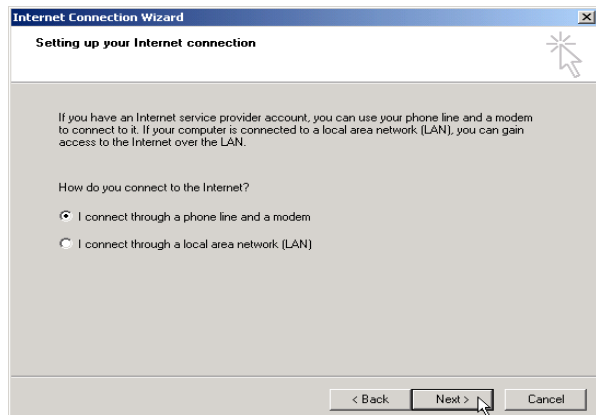 Internet Connection Wizard
Setting up your Internet connection
If you have an Internet service provider account, you can use your phone line and a modem
to connect to it. If your computer is connected to a local area network (LAN), you can gain
access to the Internet over the LAN.
How do you connect to the Internet?
I connect through a phone line and a modem
I connect through a local area network (LAN)
< Back Next > Cancel